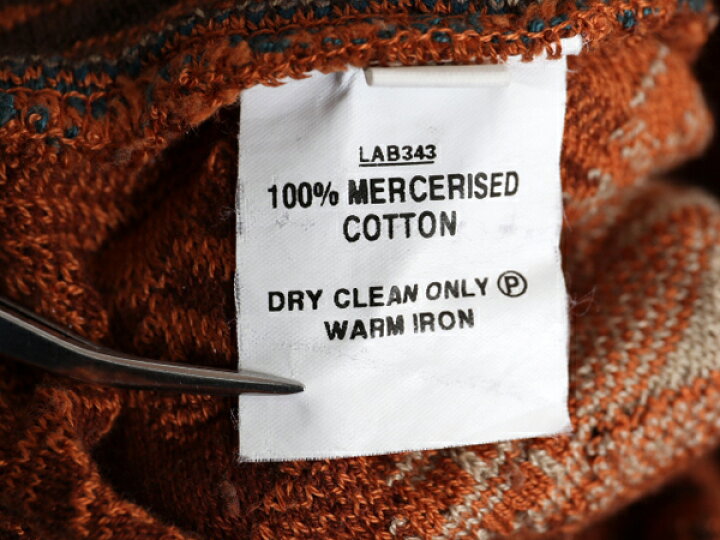 LAB343
100% MERCERISED
COTTON
DRY CLEAN ONLY Ⓟ
WARM IRON